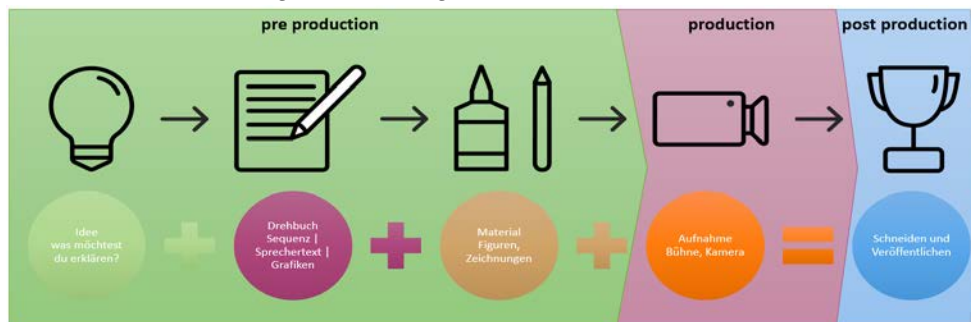 pre production
production
post production
Idee
was möchtest
du erklären?
Drehbuch
Sequenz |
Sprechertext |
Grafiken
Material
Figuren,
Zeichnungen
Aufnahme
Bühne, Kamera
Schneiden und
Veröffentlichen